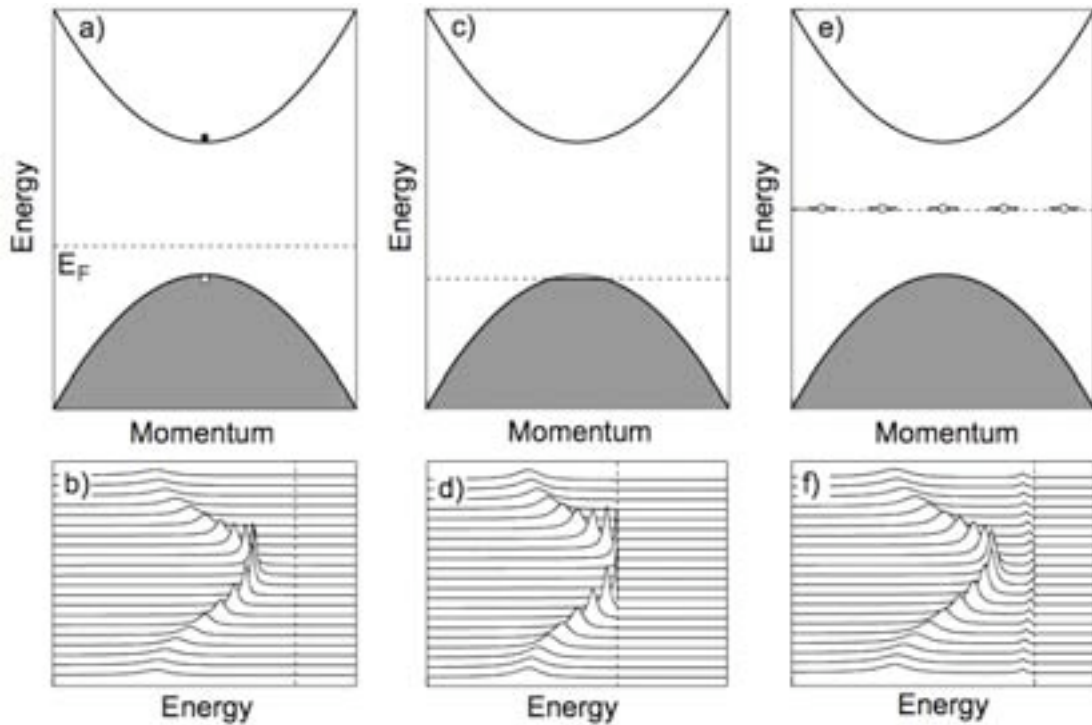 a)
c)
e)
Energy
Energy
Energy
E_F
Momentum
Momentum
Momentum
b)
d)
f)
Energy
Energy
Energy